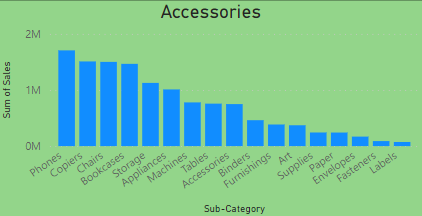 Accessories
Sum of Sales
2M
1M
0M
Phones
Copiers
Chairs
Bookcases
Storage
Appliances
Machines
Tables
Accessories
Binders
Furnishings
Art
Supplies
Paper
Envelopes
Fasteners
Labels
Sub-Category